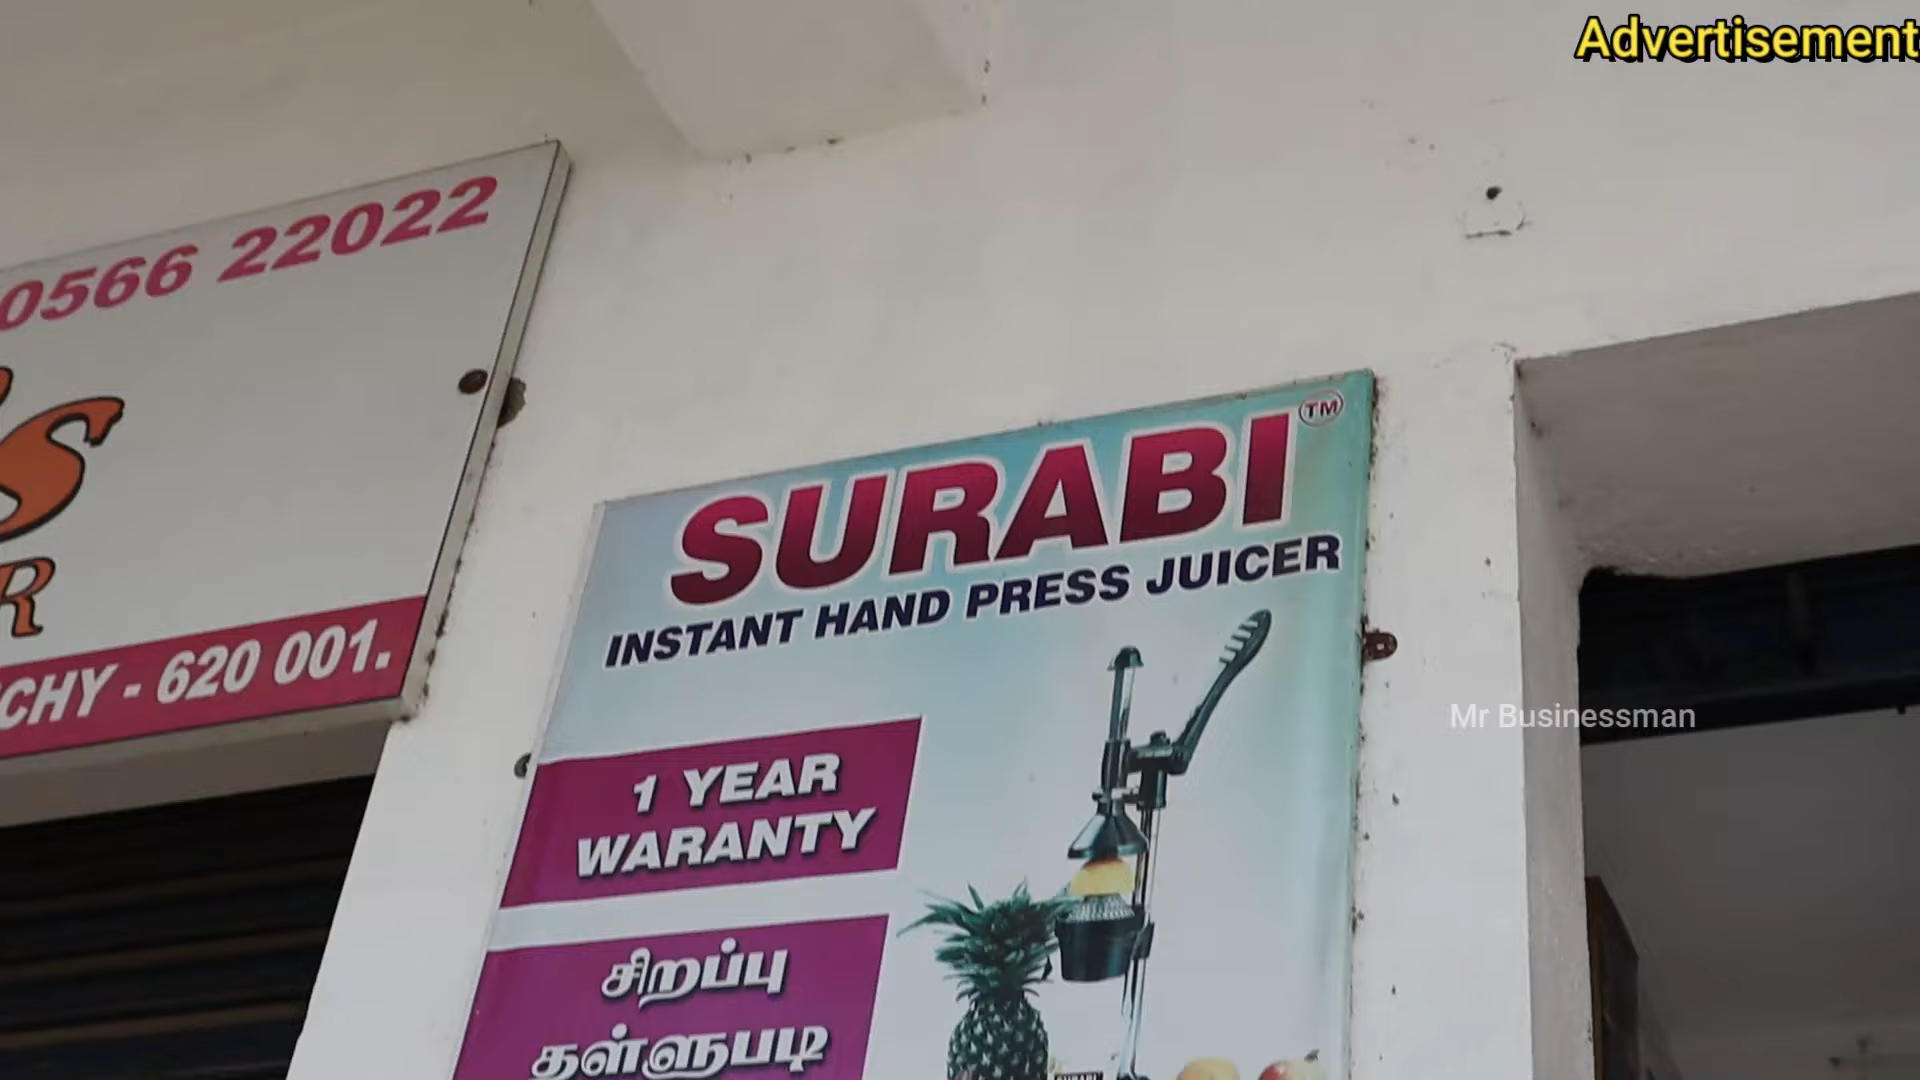 Advertisement
0566 22022
'S
R
CHY - 620 001.
SURABI TM
INSTANT HAND PRESS JUICER
1 YEAR
WARANTY
சிறப்பு
தள்ளுபடி
SURABI
Mr Businessman